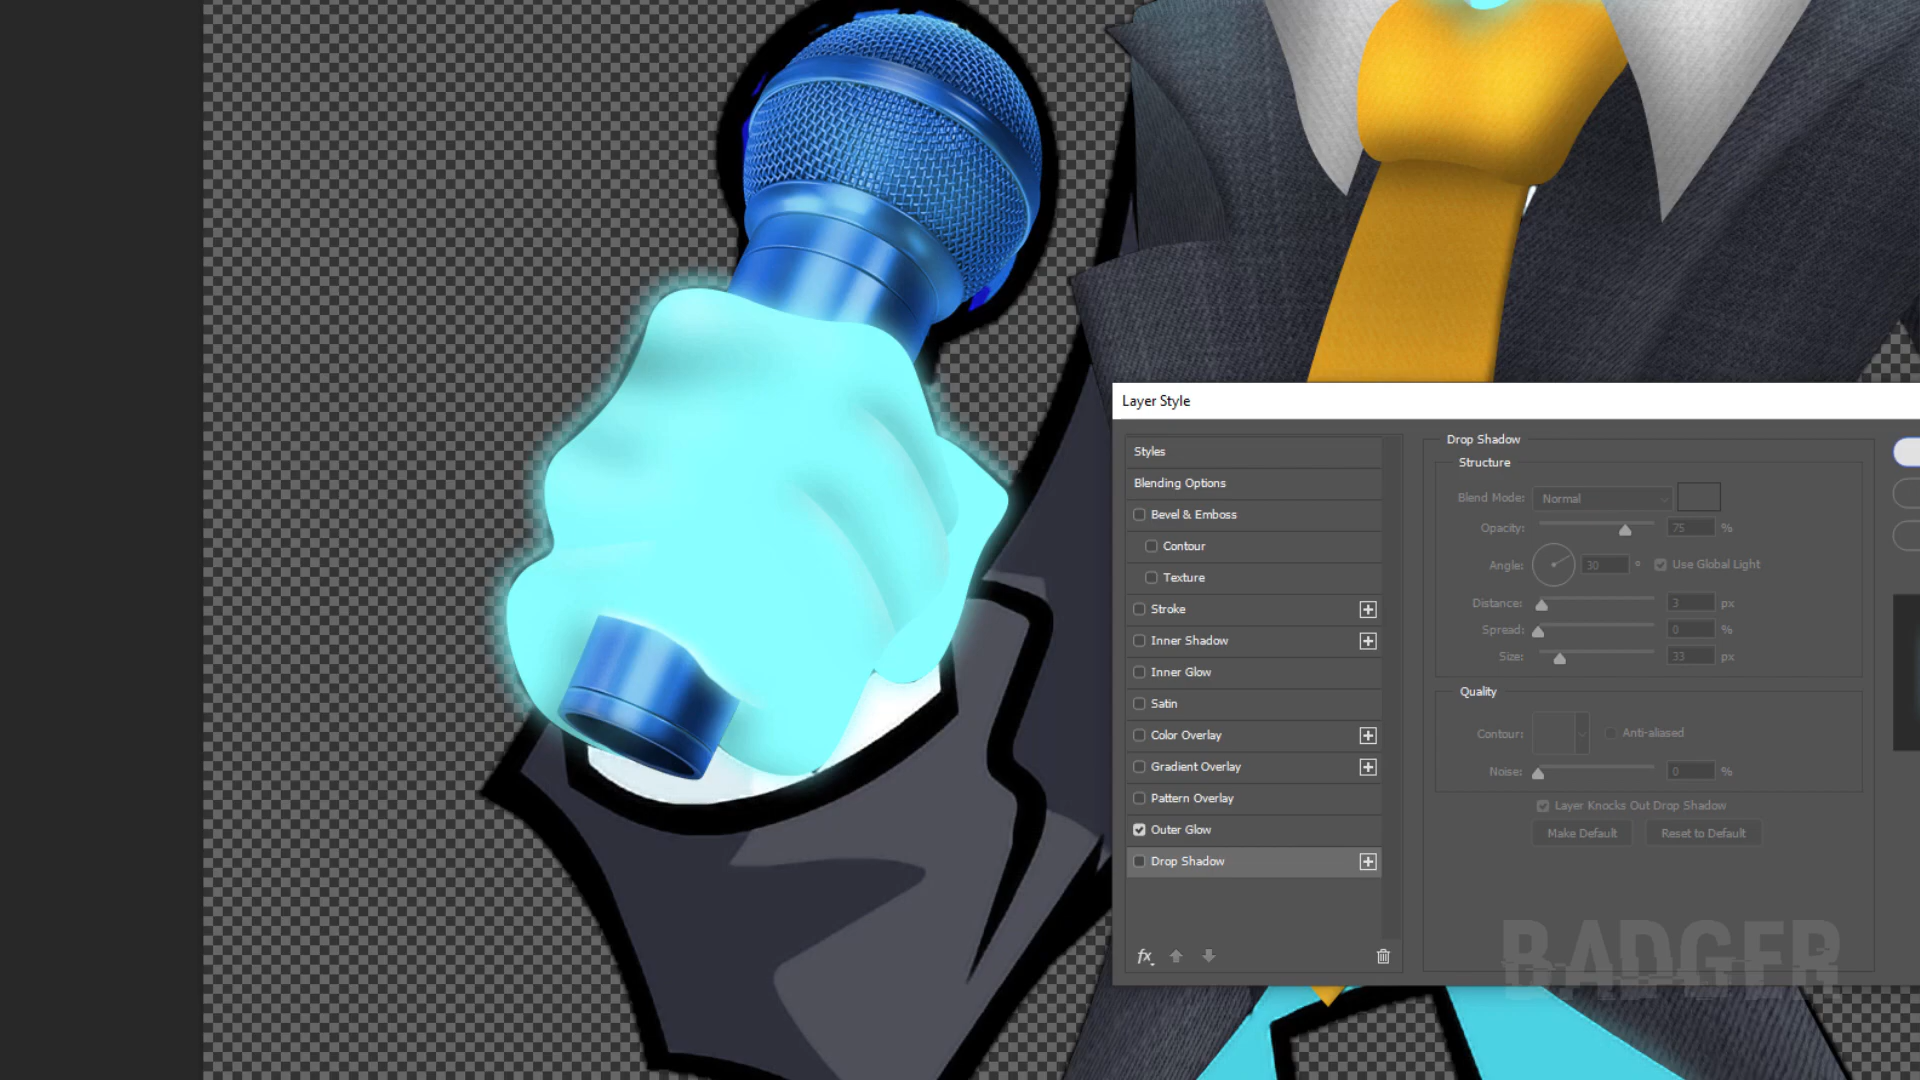 Layer Style
Styles
Blending Options
Bevel & Emboss
Contour
Texture
Stroke
Inner Shadow
Inner Glow
Satin
Color Overlay
Gradient Overlay
Pattern Overlay
Outer Glow
Drop Shadow
fx
Drop Shadow
Structure
Blend Mode: Normal
Opacity: 75 %
Angle: 30 ° Use Global Light
Distance: 3 px
Spread: 0 %
Size: 33 px
Quality
Contour: Anti-aliased
Noise: 0 %
Layer Knocks Out Drop Shadow
Make Default Reset to Default
BADGER